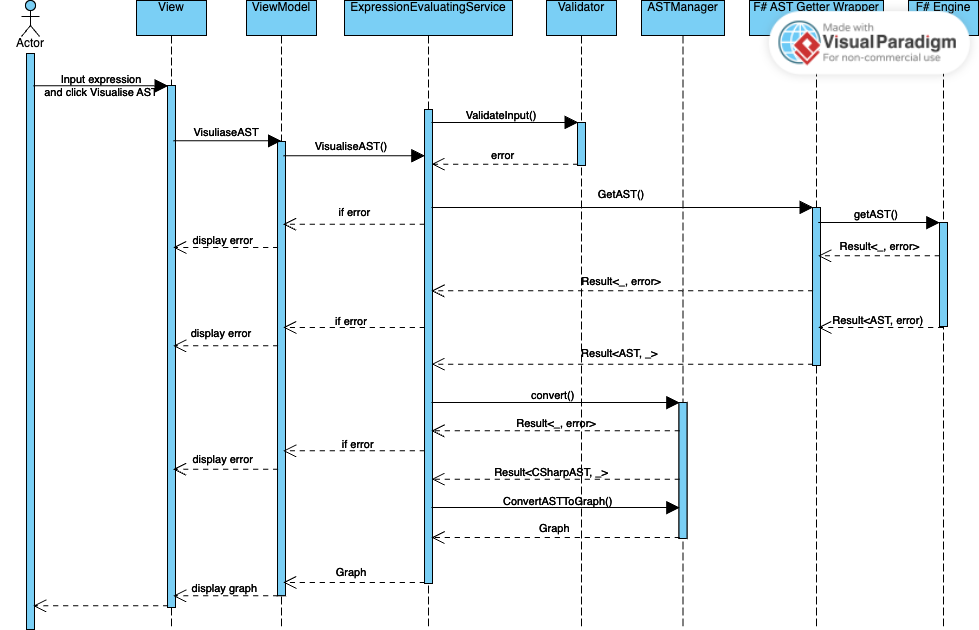 View
ViewModel
ExpressionEvaluatingService
Validator
ASTManager
F# AST Getter Wrapper
F# Engine
Made with
VisualParadigm
For non-commercial use
Actor
Input expression
and click Visualise AST
ValidateInput()
VisuliaseAST
VisualiseAST()
error
GetAST()
if error
getAST()
display error
Result<_, error>
Result<_, error>
if error
Result<AST, error)
display error
Result<AST, _>
convert()
Result<_, error>
if error
display error
Result<CSharpAST, _>
ConvertASTToGraph()
Graph
Graph
display graph